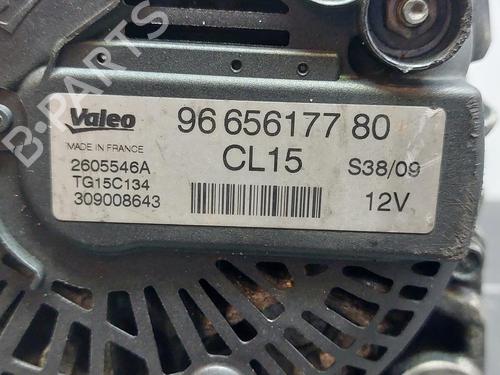 B-PARTS
Valeo
96 656177 80
MADE IN FRANCE
CL15
S38/09
2605546A
TG15C134
309008643
12V